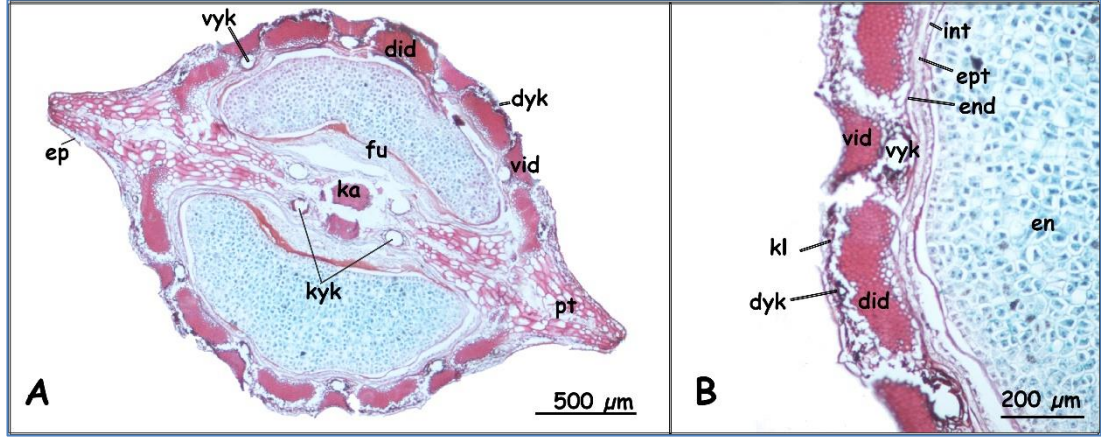 vyk
did
dyk
ep
fu
vid
ka
kyk
pt
A
500 µm
int
ept
end
vid
vyk
en
kl
dyk
did
B
200 µm